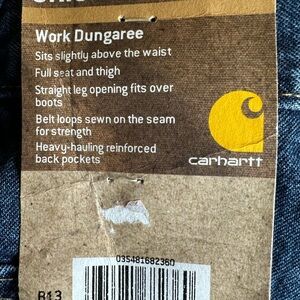 Work Dungaree
Sits slightly above the waist
Full seat and thigh
Straight leg opening fits over
boots
Belt loops sewn on the seam
for strength
Heavy-hauling reinforced
back pockets
carhartt
035481682360
B13